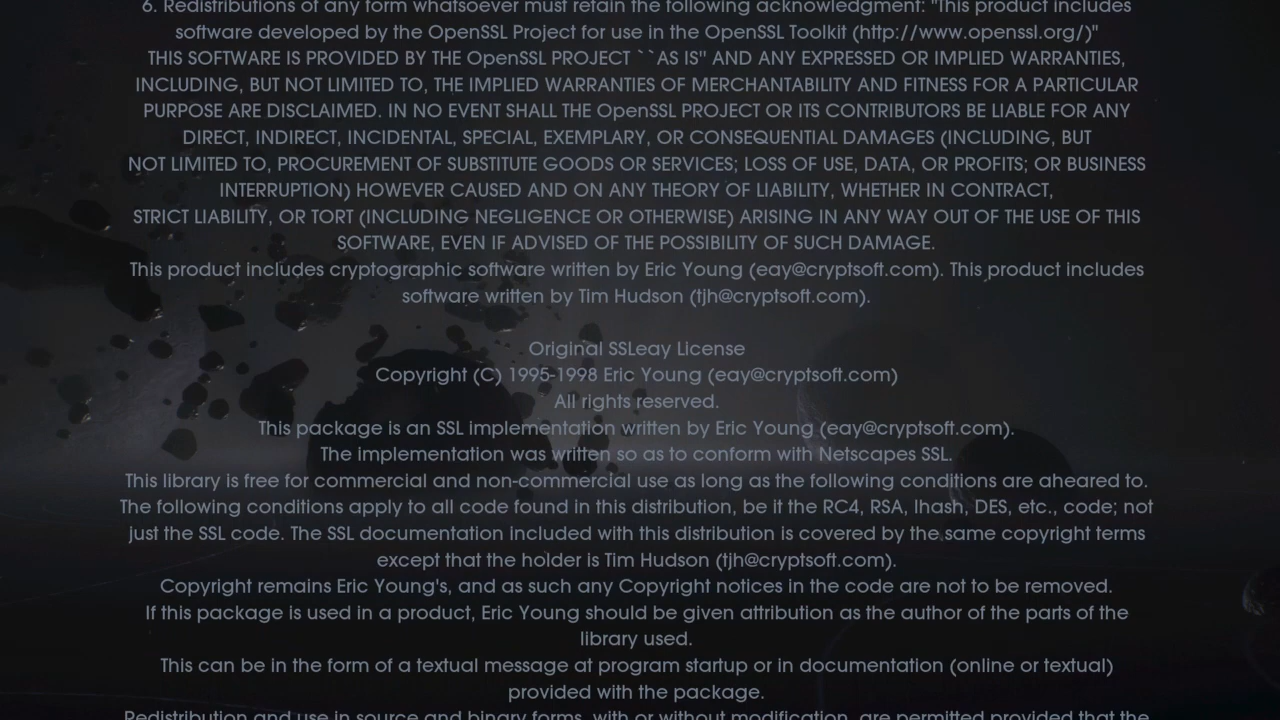 6. Redistributions of any form whatsoever must retain the following acknowledgment: "This product includes
software developed by the OpenSSL Project for use in the OpenSSL Toolkit (http://www.openssl.org/)"
THIS SOFTWARE IS PROVIDED BY THE OpenSSL PROJECT ``AS IS'' AND ANY EXPRESSED OR IMPLIED WARRANTIES,
INCLUDING, BUT NOT LIMITED TO, THE IMPLIED WARRANTIES OF MERCHANTABILITY AND FITNESS FOR A PARTICULAR
PURPOSE ARE DISCLAIMED. IN NO EVENT SHALL THE OpenSSL PROJECT OR ITS CONTRIBUTORS BE LIABLE FOR ANY
DIRECT, INDIRECT, INCIDENTAL, SPECIAL, EXEMPLARY, OR CONSEQUENTIAL DAMAGES (INCLUDING, BUT
NOT LIMITED TO, PROCUREMENT OF SUBSTITUTE GOODS OR SERVICES; LOSS OF USE, DATA, OR PROFITS; OR BUSINESS
INTERRUPTION) HOWEVER CAUSED AND ON ANY THEORY OF LIABILITY, WHETHER IN CONTRACT,
STRICT LIABILITY, OR TORT (INCLUDING NEGLIGENCE OR OTHERWISE) ARISING IN ANY WAY OUT OF THE USE OF THIS
SOFTWARE, EVEN IF ADVISED OF THE POSSIBILITY OF SUCH DAMAGE.
This product includes cryptographic software written by Eric Young (eay@cryptsoft.com). This product includes
software written by Tim Hudson (tjh@cryptsoft.com).
Original SSLeay License
Copyright (C) 1995-1998 Eric Young (eay@cryptsoft.com)
All rights reserved.
This package is an SSL implementation written by Eric Young (eay@cryptsoft.com).
The implementation was written so as to conform with Netscapes SSL.
This library is free for commercial and non-commercial use as long as the following conditions are aheared to.
The following conditions apply to all code found in this distribution, be it the RC4, RSA, lhash, DES, etc., code; not
just the SSL code. The SSL documentation included with this distribution is covered by the same copyright terms
except that the holder is Tim Hudson (tjh@cryptsoft.com).
Copyright remains Eric Young's, and as such any Copyright notices in the code are not to be removed.
If this package is used in a product, Eric Young should be given attribution as the author of the parts of the
library used.
This can be in the form of a textual message at program startup or in documentation (online or textual)
provided with the package.
Redistribution and use in source and binary forms, with or without modification, are permitted provided that the